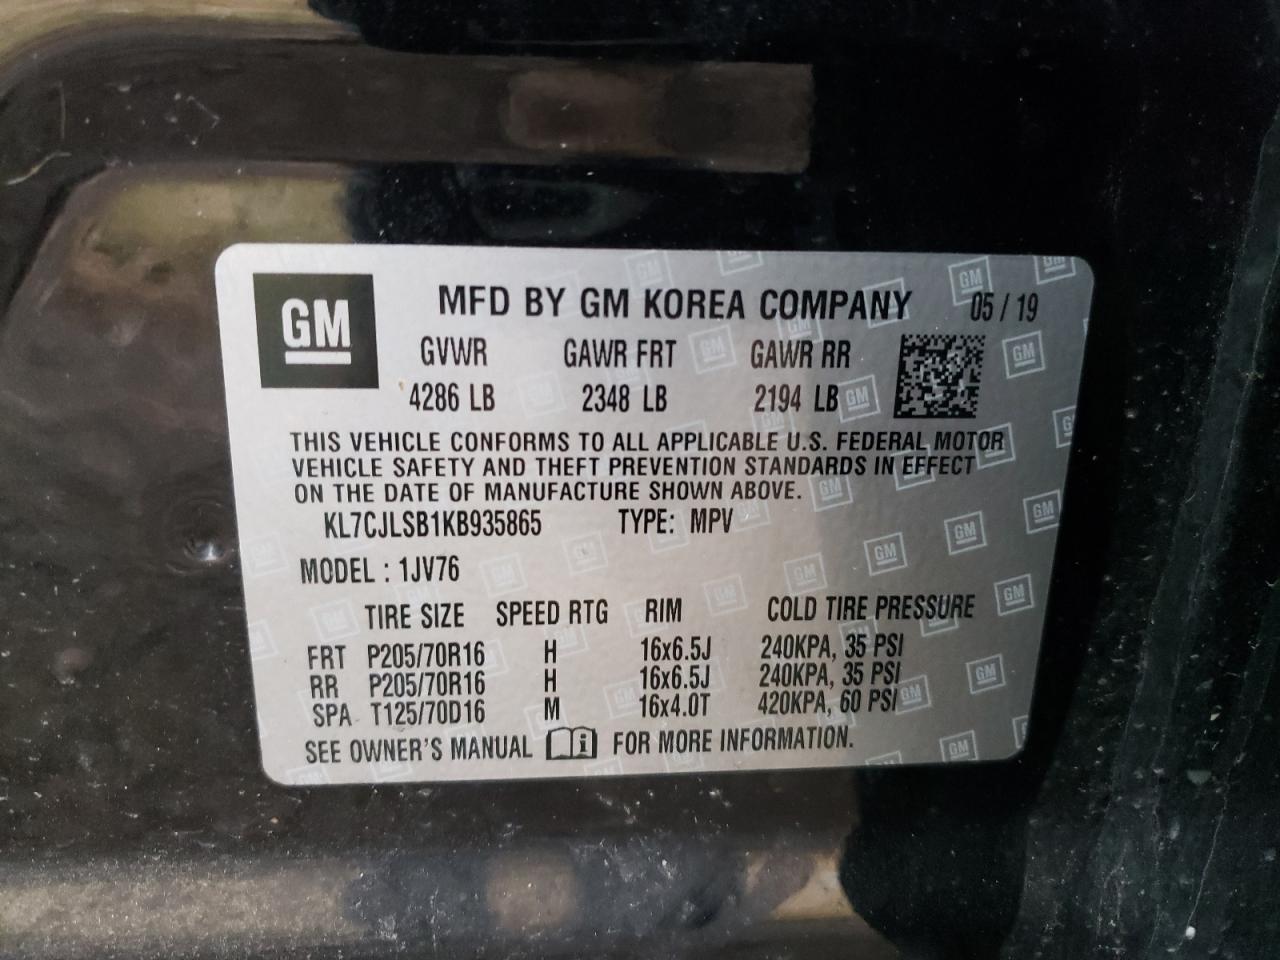 GM
MFD BY GM KOREA COMPANY 05 / 19
GVWR GAWR FRT GAWR RR
4286 LB 2348 LB 2194 LB
THIS VEHICLE CONFORMS TO ALL APPLICABLE U.S. FEDERAL MOTOR
VEHICLE SAFETY AND THEFT PREVENTION STANDARDS IN EFFECT
ON THE DATE OF MANUFACTURE SHOWN ABOVE.
KL7CJLSB1KB935865 TYPE: MPV
MODEL : 1JV76
TIRE SIZE SPEED RTG RIM COLD TIRE PRESSURE
FRT P205/70R16 H 16x6.5J 240KPA, 35 PSI
RR P205/70R16 H 16x6.5J 240KPA, 35 PSI
SPA T125/70D16 M 16x4.0T 420KPA, 60 PSI
SEE OWNER'S MANUAL i FOR MORE INFORMATION.